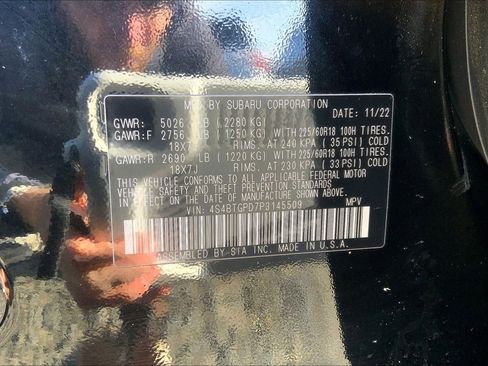 MFD. BY SUBARU CORPORATION
DATE: 11/22
GWVR: 5026 LB (2280 KG)
GAWR:F 2756 LB (1250 KG) WITH 225/60R18 100H TIRES.
18X7J RIMS AT 240 KPA (35 PSI) COLD
GAWR:R 2690 LB (1220 KG) WITH 225/60R18 100H TIRES.
18X7J RIMS AT 230 KPA (33 PSI) COLD
THIS VEHICLE CONFORMS TO ALL APPLICABLE FEDERAL MOTOR
VEHICLE SAFETY AND BUMPER STANDARDS
IN EFFECT ON THE DATE OF MANUFACTURE SHOWN ABOVE.
VIN: 4S4BTGPD7P3145509
MPV
ASSEMBLED BY SIA INC. MADE IN U.S.A.